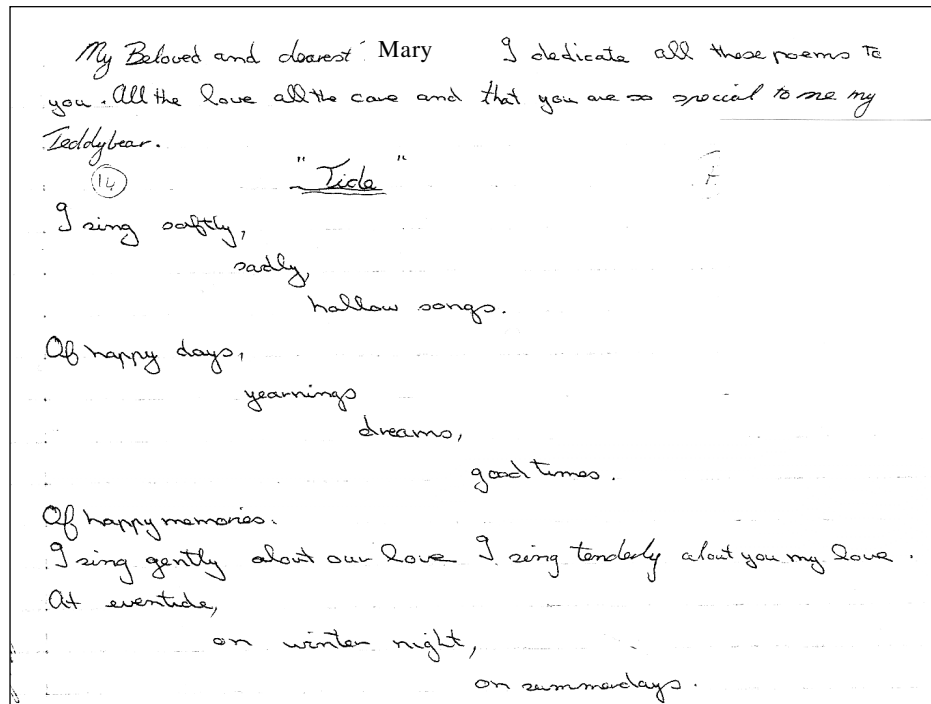 My Beloved and dearest Mary I dedicate all these poems to
you. All the love all the care and that you are so special to me my
Teddybear.
14 "Tide"
I sing softly,
sadly,
hallow songs.
Of happy days,
yearnings
dreams,
good times.
Of happy memories.
I sing gently about our love I sing tenderly about you my love.
At eventide,
on winter night,
on summerdays.